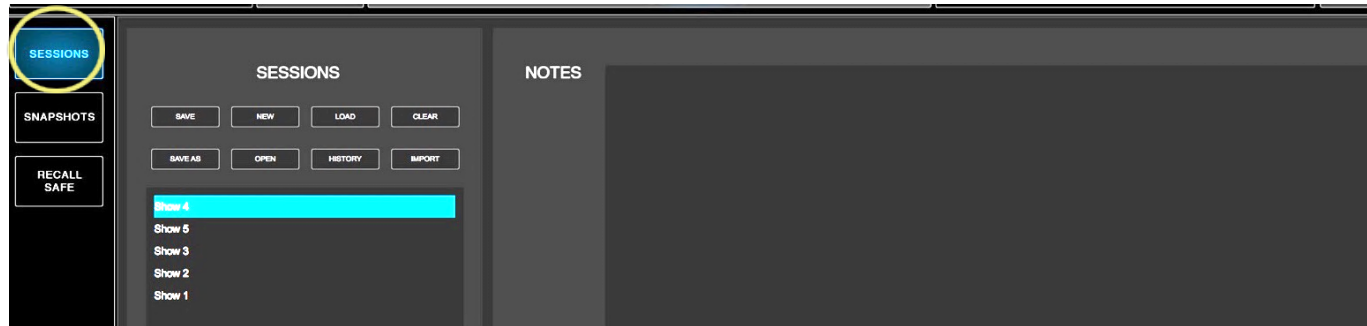 SESSIONS
SNAPSHOTS
RECALL
SAFE
SESSIONS
SAVE NEW LOAD CLEAR
SAVE AS OPEN HISTORY IMPORT
Show 4
Show 5
Show 3
Show 2
Show 1
NOTES